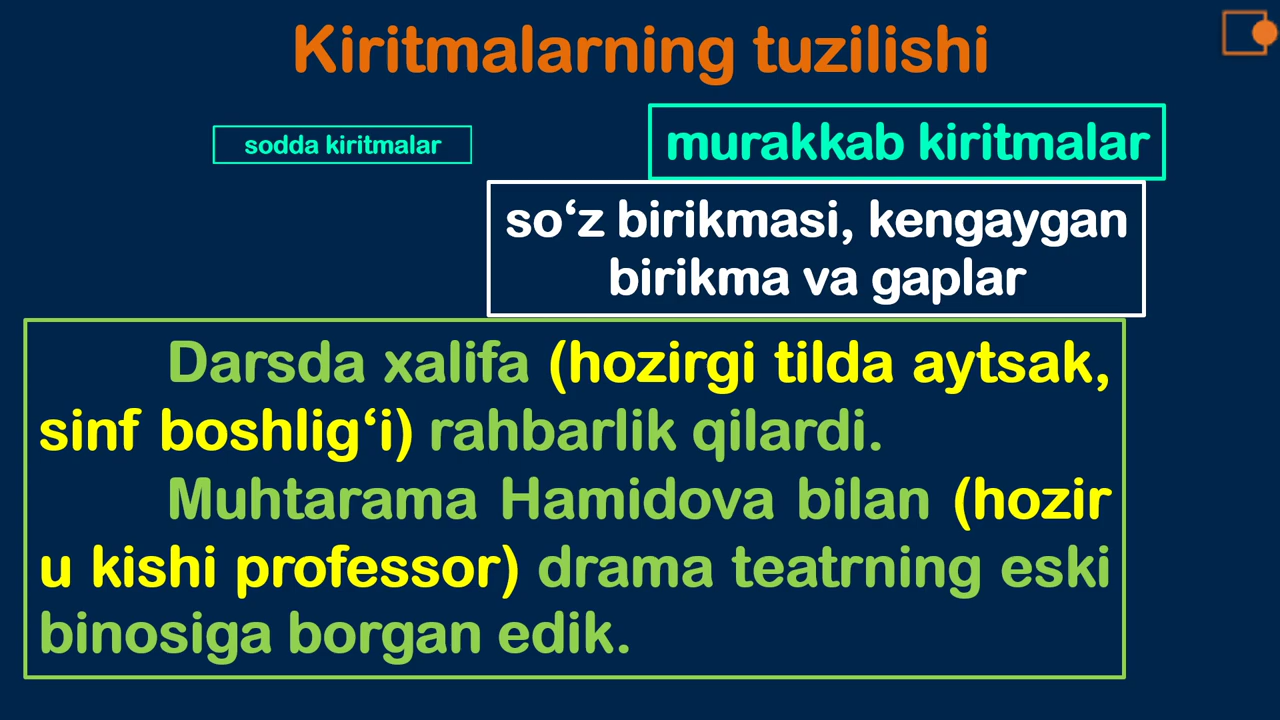 Kiritmalarning tuzilishi
sodda kiritmalar
murakkab kiritmalar
so‘z birikmasi, kengaygan
birikma va gaplar
Darsda xalifa (hozirgi tilda aytsak,
sinf boshlig‘i) rahbarlik qilardi.
Muhtarama Hamidova bilan (hozir
u kishi professor) drama teatrning eski
binosiga borgan edik.